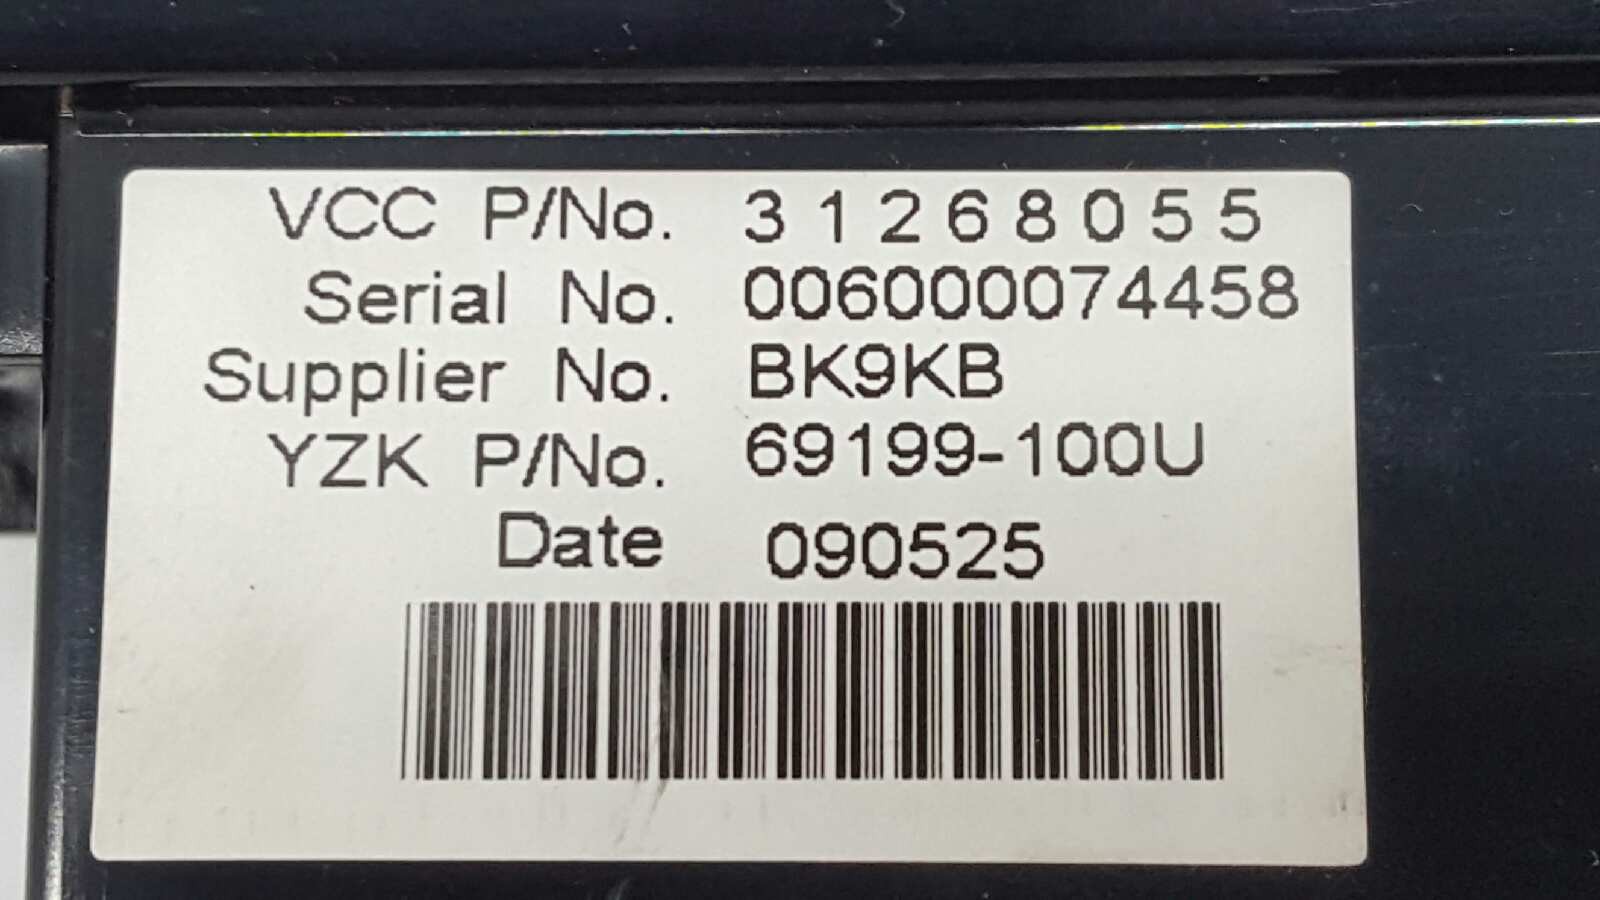 VCC P/No. 31268055
Serial No. 006000074458
Supplier No. BK9KB
YZK P/No. 69199-100U
Date 090525